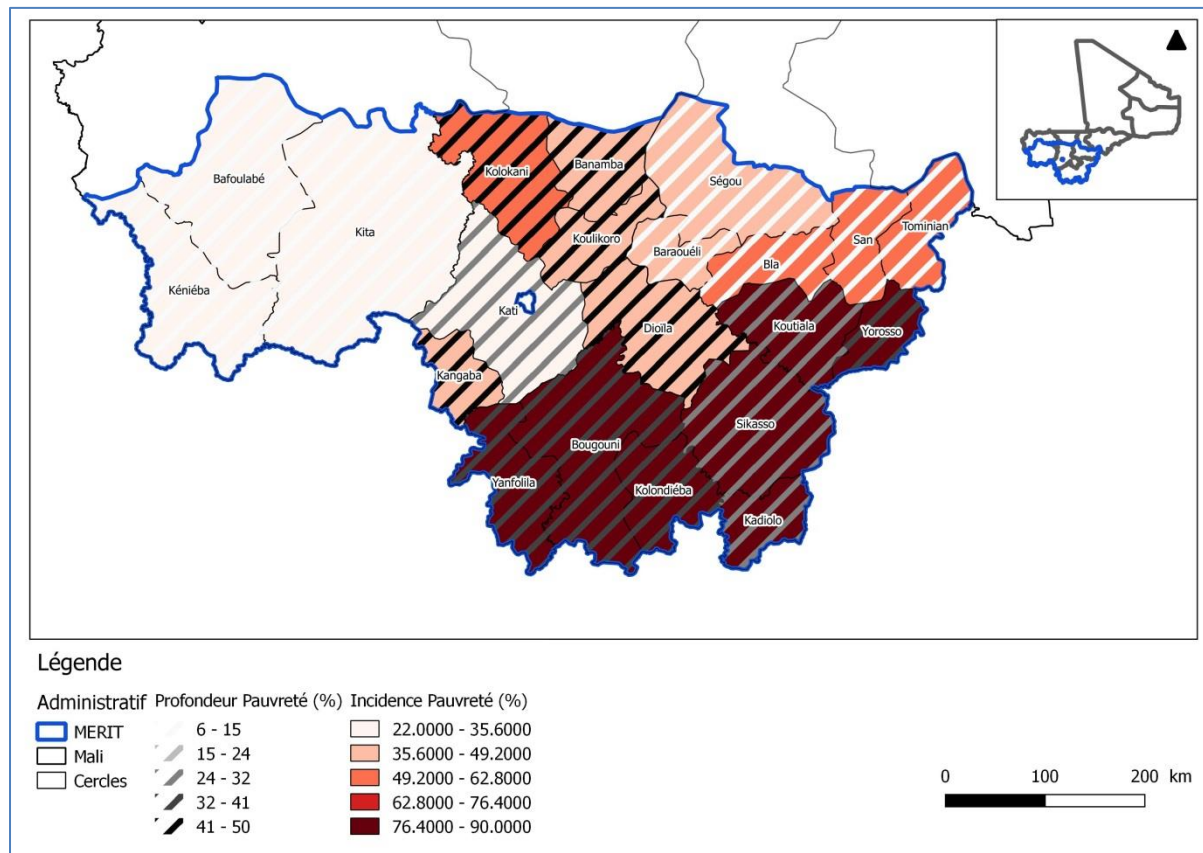 Kolokani
Banamba
Ségou
Bafoulabé
Kita
Koulikoro
Baraouéli
San
Tominian
Bla
Kéniéba
Kati
Dioïla
Koutiala
Yorosso
Kangaba
Bougouni
Sikasso
Yanfolila
Kolondiéba
Kadiolo
Légende
Administratif
MERIT
Mali
Cercles
Profondeur Pauvreté (%)
6 - 15
15 - 24
24 - 32
32 - 41
41 - 50
Incidence Pauvreté (%)
22.0000 - 35.6000
35.6000 - 49.2000
49.2000 - 62.8000
62.8000 - 76.4000
76.4000 - 90.0000
0 100 200 km